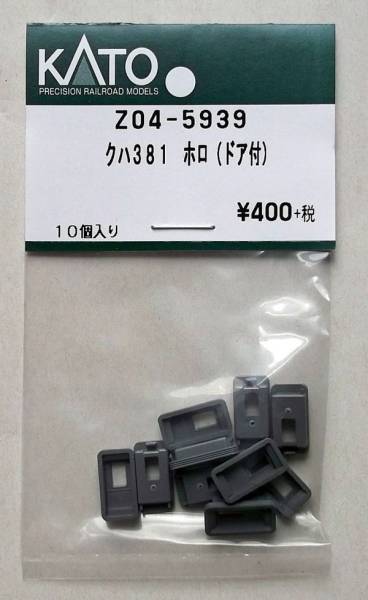 KATO
PRECISION RAILROAD MODELS
Z04-5939
クハ381 ホロ(ドア付)
¥400+税
10個入り